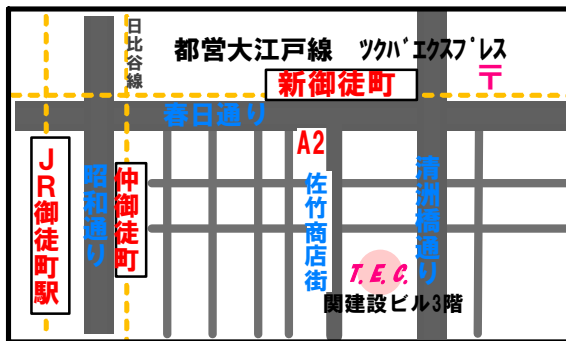 日比谷線
都営大江戸線 ツクバエクスプレス
新御徒町
〒
春日通り
A2
JR御徒町駅
昭和通り
仲御徒町
佐竹商店街
清洲橋通り
T.E.C.
関建設ビル3階